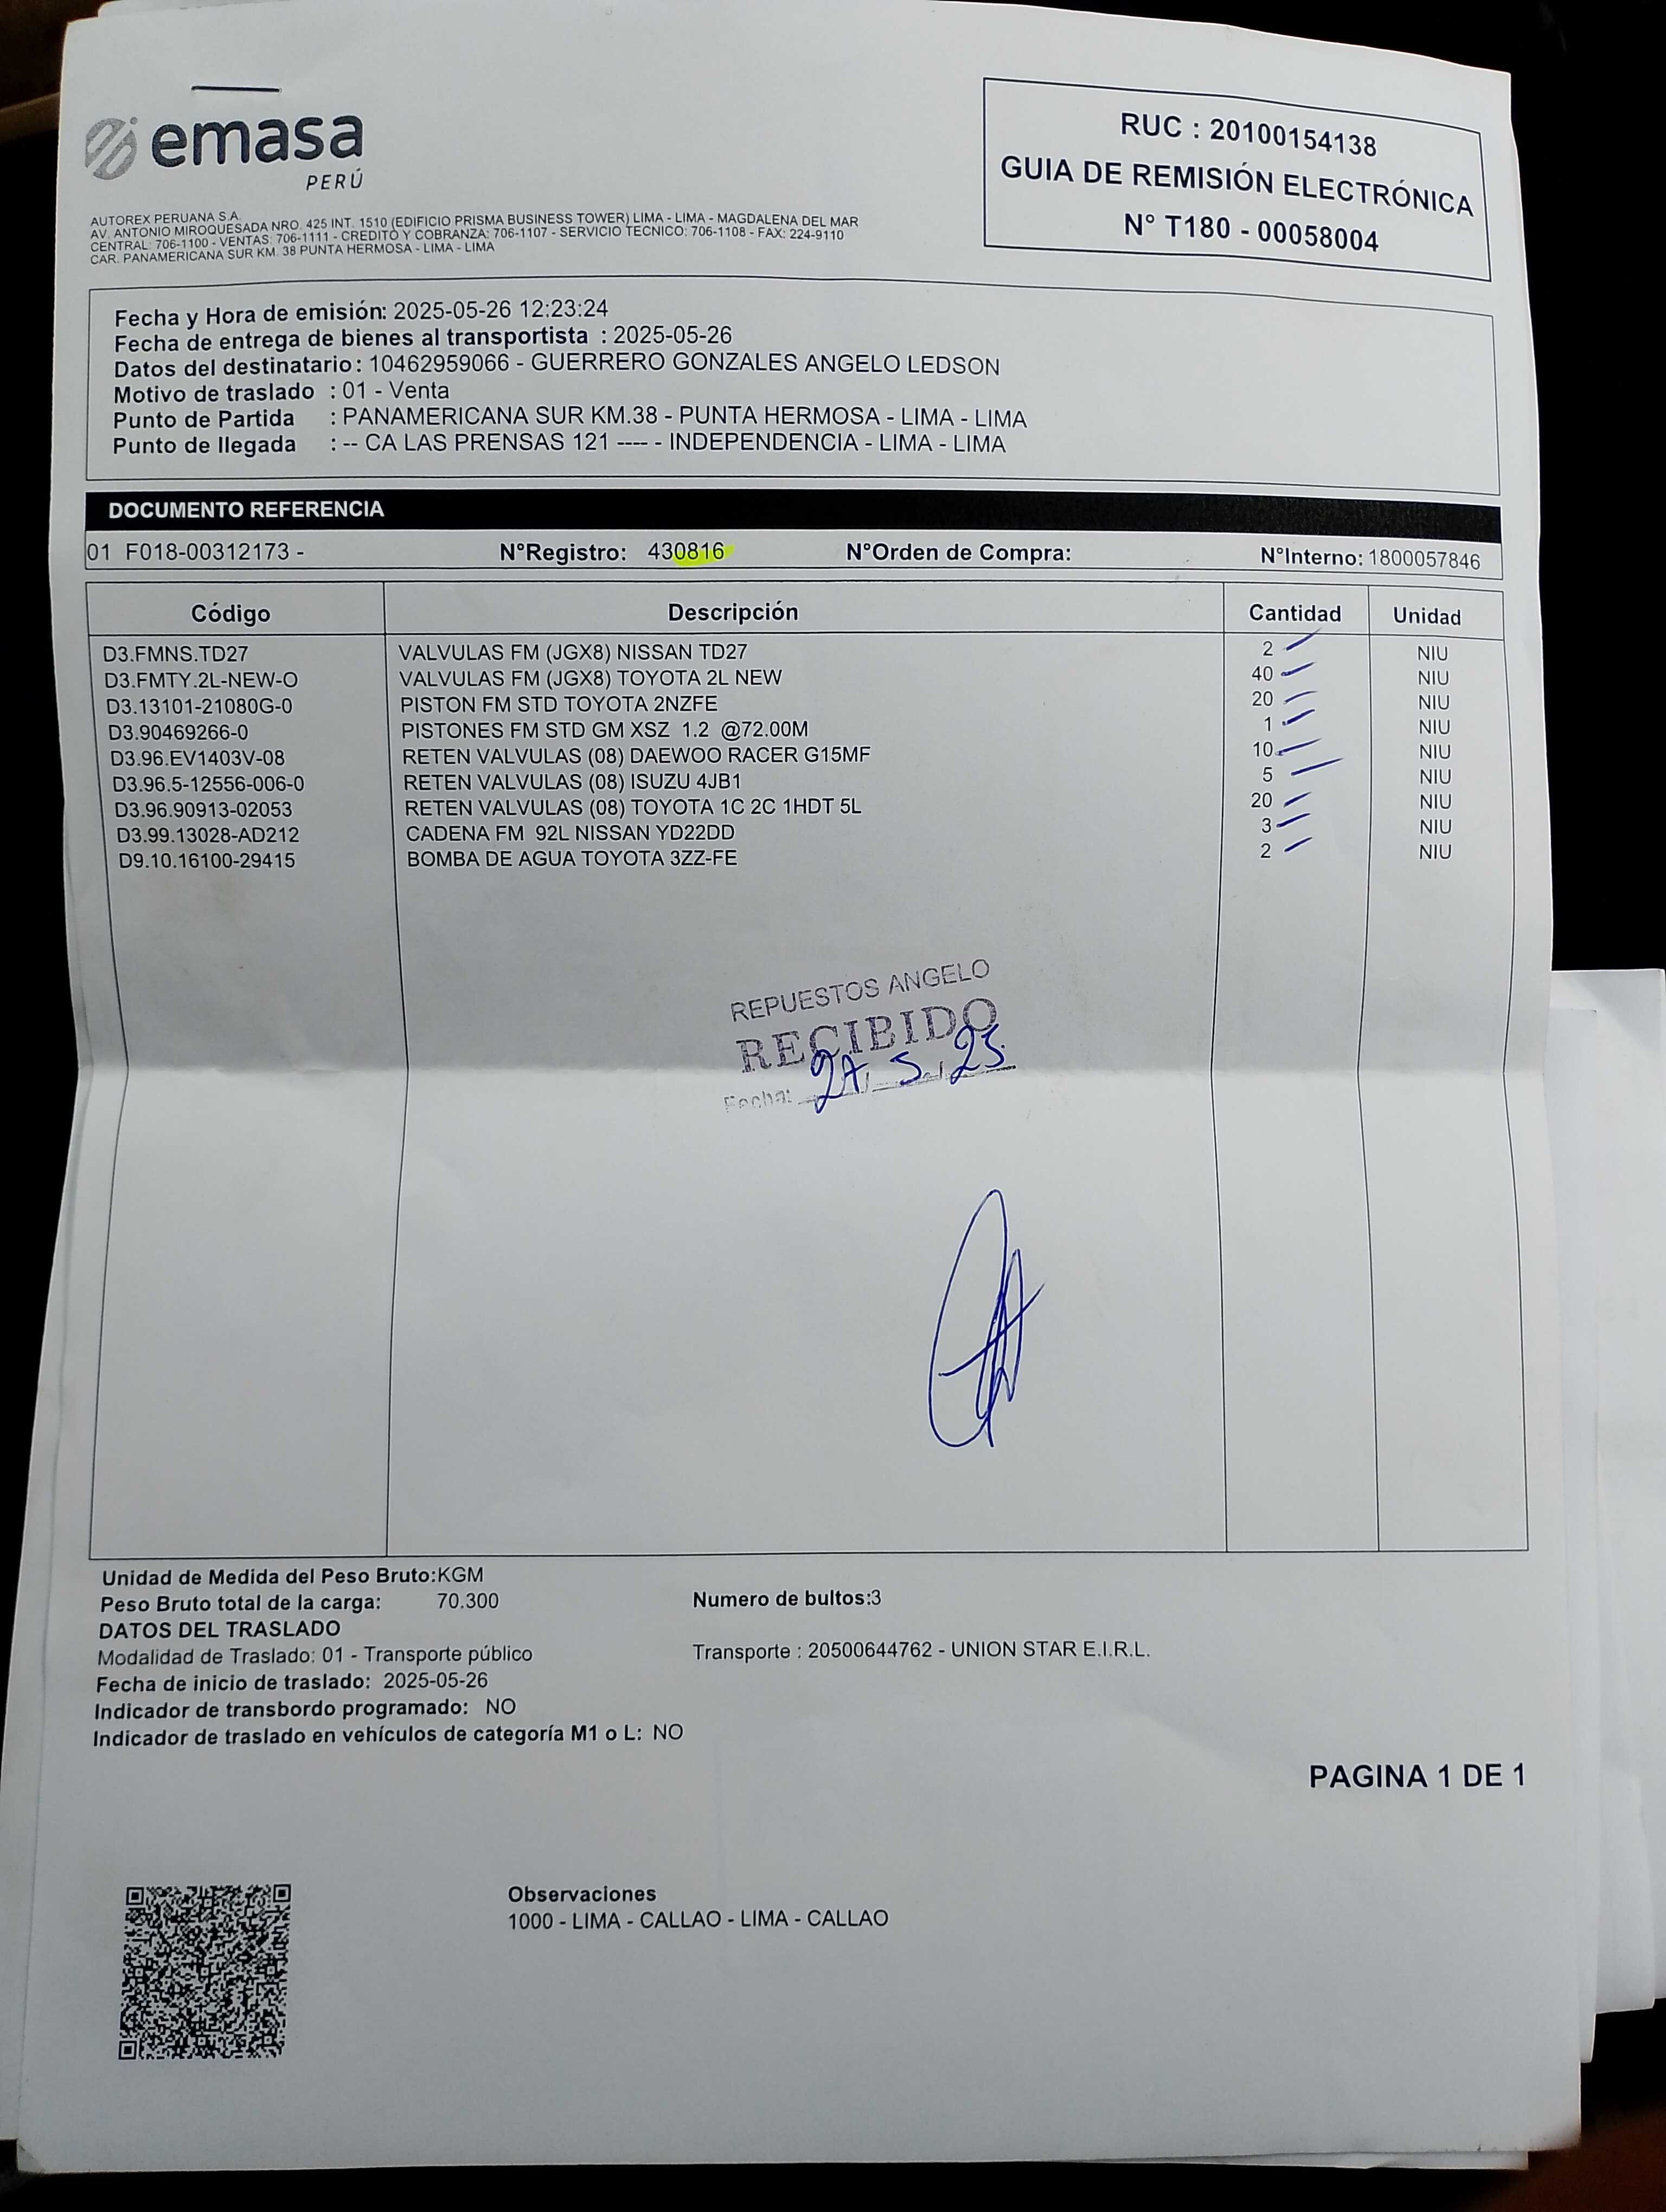 emasa
PERÚ
RUC : 20100154138
GUIA DE REMISIÓN ELECTRÓNICA
N° T180 - 00058004
AUTOREX PERUANA S.A.
AV. ANTONIO MIROQUESADA NRO. 425 INT. 1510 (EDIFICIO PRISMA BUSINESS TOWER) LIMA - LIMA - MAGDALENA DEL MAR
CENTRAL: 706-1100 - VENTAS: 706-1111 - CREDITO Y COBRANZA: 706-1107 - SERVICIO TECNICO: 706-1108 - FAX: 224-9110
CAR. PANAMERICANA SUR KM. 38 PUNTA HERMOSA - LIMA - LIMA
Fecha y Hora de emisión: 2025-05-26 12:23:24
Fecha de entrega de bienes al transportista : 2025-05-26
Datos del destinatario: 10462959066 - GUERRERO GONZALES ANGELO LEDSON
Motivo de traslado : 01 - Venta
Punto de Partida : PANAMERICANA SUR KM.38 - PUNTA HERMOSA - LIMA - LIMA
Punto de llegada : -- CA LAS PRENSAS 121 ---- - INDEPENDENCIA - LIMA - LIMA
DOCUMENTO REFERENCIA
01 F018-00312173 - N°Registro: 430816 N°Orden de Compra: N°Interno: 1800057846
Código Descripción Cantidad Unidad
D3.FMNS.TD27 VALVULAS FM (JGX8) NISSAN TD27 2 NIU
D3.FMTY.2L-NEW-O VALVULAS FM (JGX8) TOYOTA 2L NEW 40 NIU
D3.13101-21080G-0 PISTON FM STD TOYOTA 2NZFE 20 NIU
D3.90469266-0 PISTONES FM STD GM XSZ 1.2 @72.00M 1 NIU
D3.96.EV1403V-08 RETEN VALVULAS (08) DAEWOO RACER G15MF 10 NIU
D3.96.5-12556-006-0 RETEN VALVULAS (08) ISUZU 4JB1 5 NIU
D3.96.90913-02053 RETEN VALVULAS (08) TOYOTA 1C 2C 1HDT 5L 20 NIU
D3.99.13028-AD212 CADENA FM 92L NISSAN YD22DD 3 NIU
D9.10.16100-29415 BOMBA DE AGUA TOYOTA 3ZZ-FE 2 NIU
REPUESTOS ANGELO
RECIBIDO
Fecha: 27. 5. 25.
Unidad de Medida del Peso Bruto:KGM
Peso Bruto total de la carga: 70.300 Numero de bultos:3
DATOS DEL TRASLADO
Modalidad de Traslado: 01 - Transporte público Transporte : 20500644762 - UNION STAR E.I.R.L.
Fecha de inicio de traslado: 2025-05-26
Indicador de transbordo programado: NO
Indicador de traslado en vehículos de categoría M1 o L: NO
PAGINA 1 DE 1
Observaciones
1000 - LIMA - CALLAO - LIMA - CALLAO